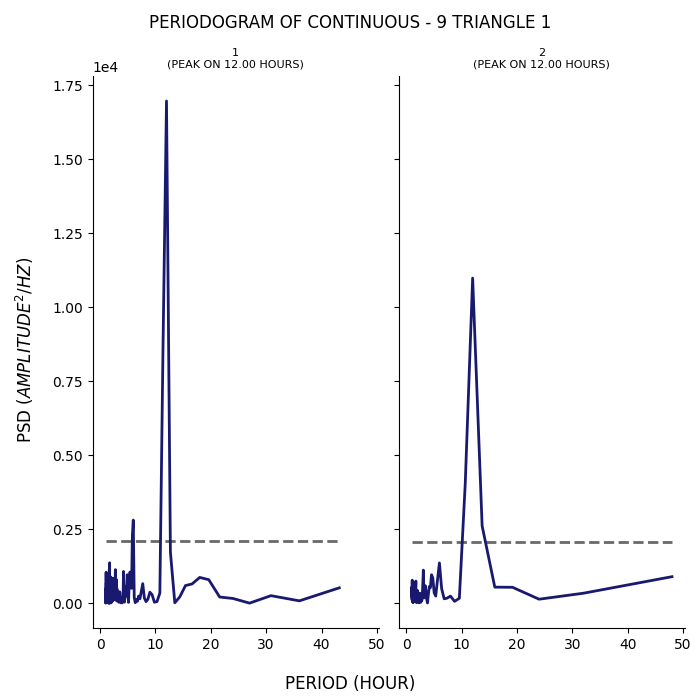 PERIODOGRAM OF CONTINUOUS - 9 TRIANGLE 1
1
(PEAK ON 12.00 HOURS)
2
(PEAK ON 12.00 HOURS)
1e4
1.75
1.50
1.25
1.00
0.75
0.50
0.25
0.00
PSD (AMPLITUDE²/HZ)
0 10 20 30 40 50
0 10 20 30 40 50
PERIOD (HOUR)